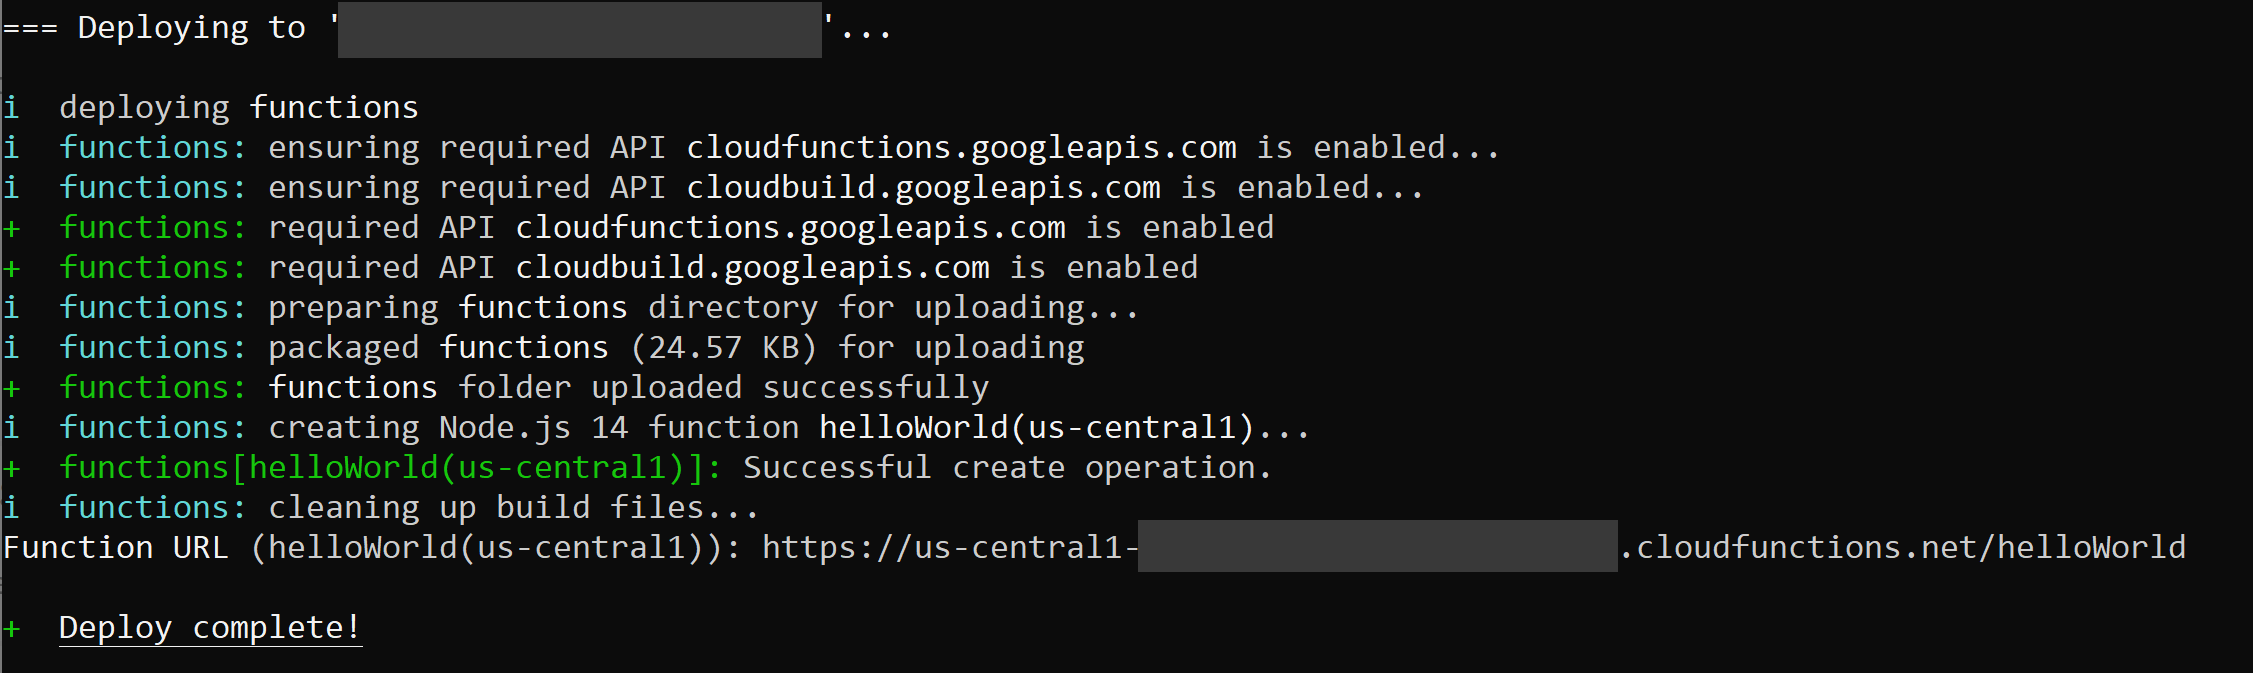 === Deploying to ' '...
i  deploying functions
i  functions: ensuring required API cloudfunctions.googleapis.com is enabled...
i  functions: ensuring required API cloudbuild.googleapis.com is enabled...
+  functions: required API cloudfunctions.googleapis.com is enabled
+  functions: required API cloudbuild.googleapis.com is enabled
i  functions: preparing functions directory for uploading...
i  functions: packaged functions (24.57 KB) for uploading
+  functions: functions folder uploaded successfully
i  functions: creating Node.js 14 function helloWorld(us-central1)...
+  functions[helloWorld(us-central1)]: Successful create operation.
i  functions: cleaning up build files...
Function URL (helloWorld(us-central1)): https://us-central1- .cloudfunctions.net/helloWorld
+  Deploy complete!